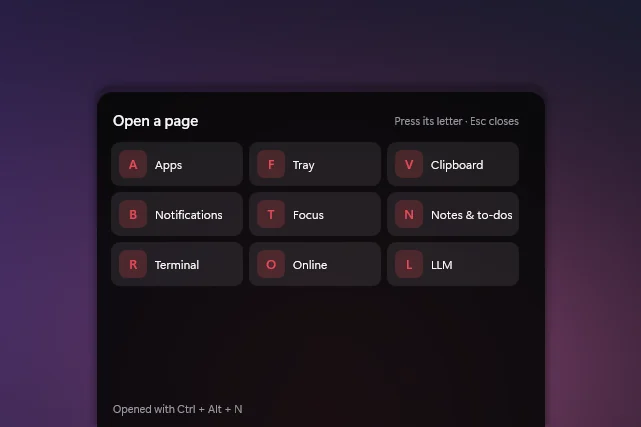 Open a page
Press its letter · Esc closes
A Apps
F Tray
V Clipboard
B Notifications
T Focus
N Notes & to-dos
R Terminal
O Online
L LLM
Opened with Ctrl + Alt + N